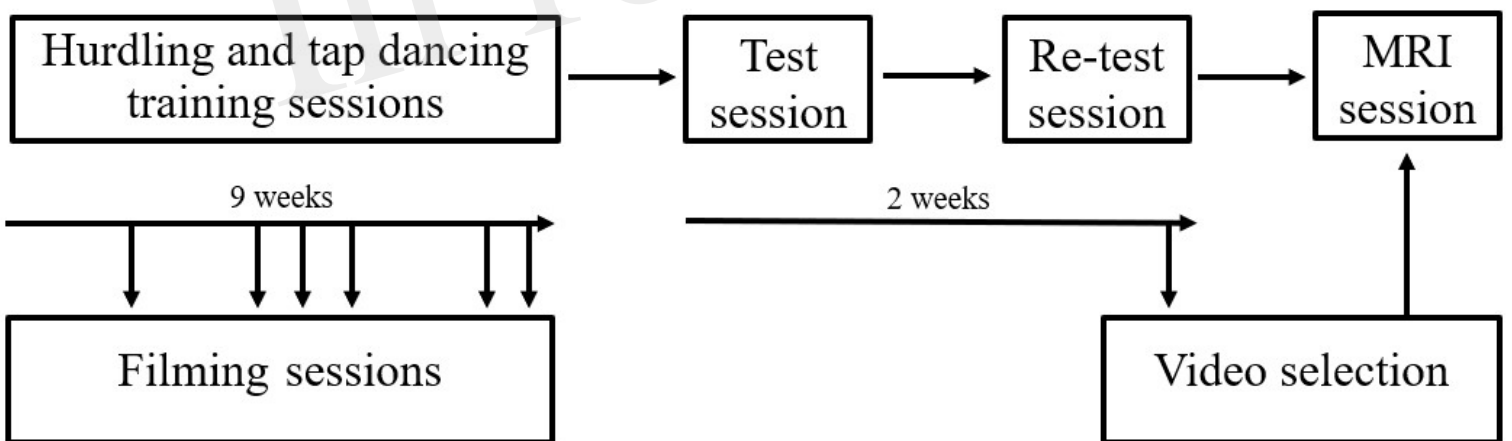 Hurdling and tap dancing
training sessions
Test
session
Re-test
session
MRI
session
9 weeks
2 weeks
Filming sessions
Video selection